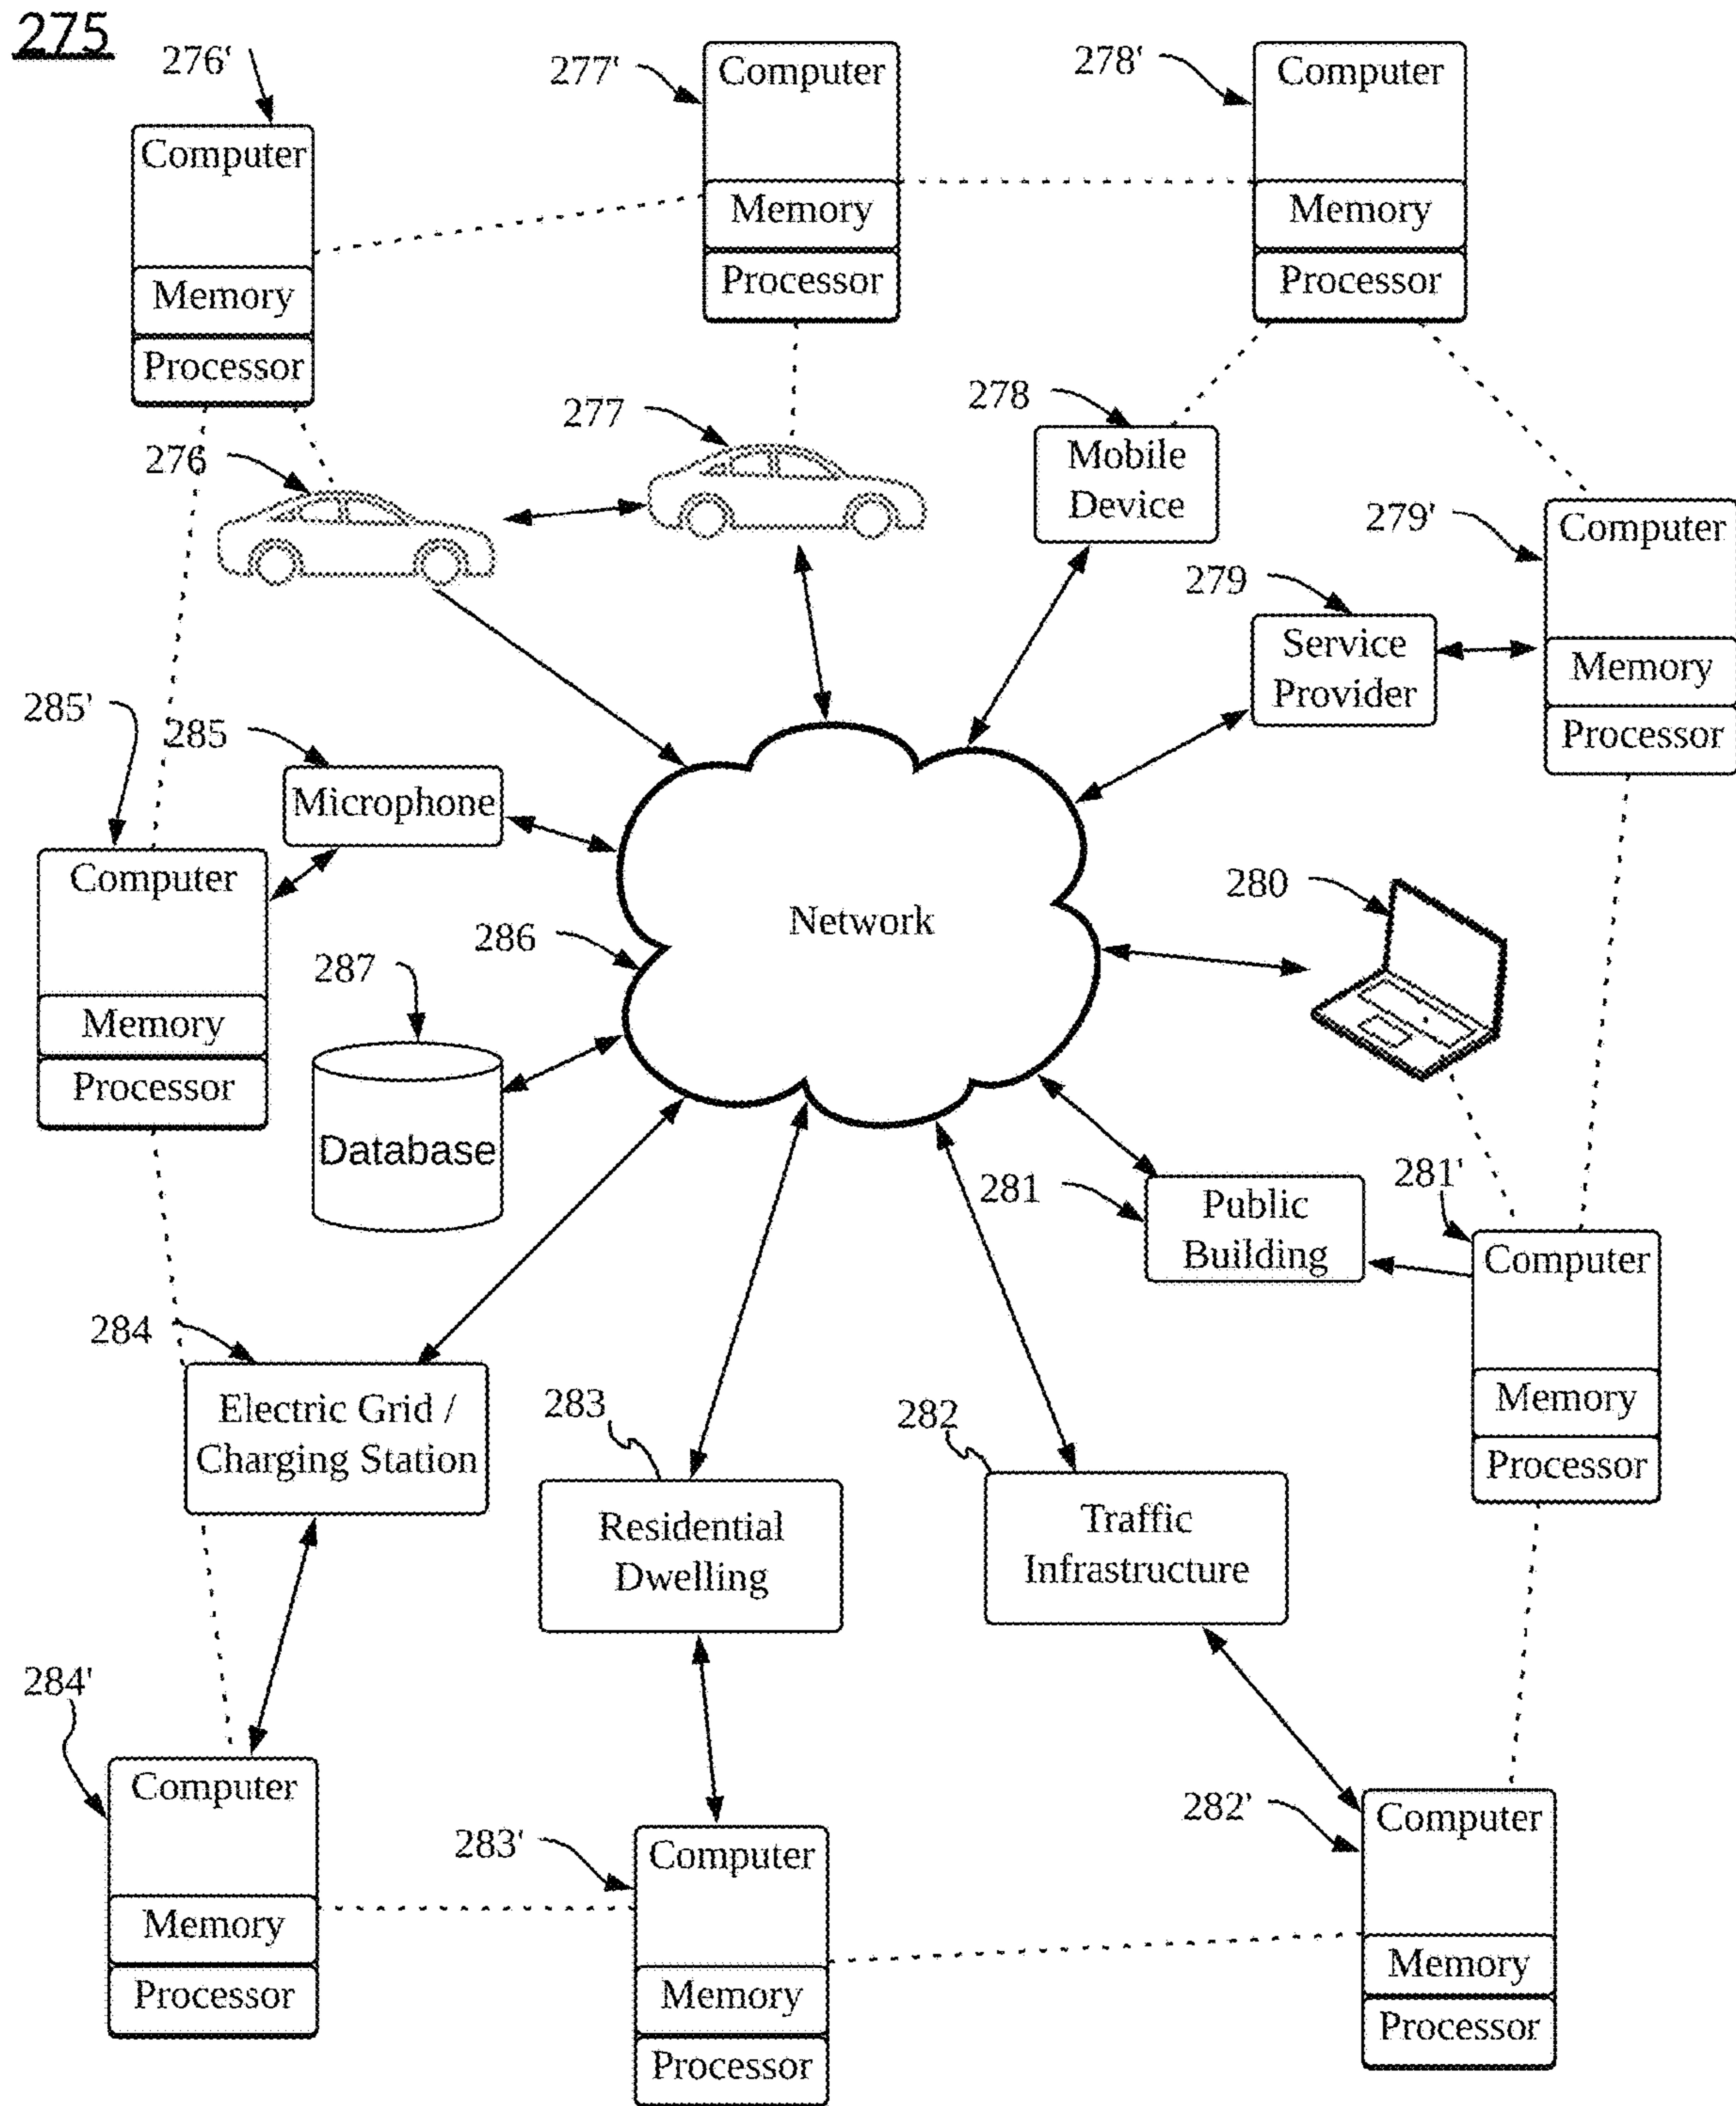 275
276'
277'
278'
Computer
Memory
Processor
Computer
Memory
Processor
Computer
Memory
Processor
276
277
278
Mobile
Device
279'
Computer
Memory
Processor
279
Service
Provider
285'
285
Microphone
Computer
Memory
Processor
286
Network
280
287
Database
281
Public
Building
281'
Computer
Memory
Processor
284
Electric Grid /
Charging Station
283
Residential
Dwelling
282
Traffic
Infrastructure
284'
Computer
Memory
Processor
283'
Computer
Memory
Processor
282'
Computer
Memory
Processor